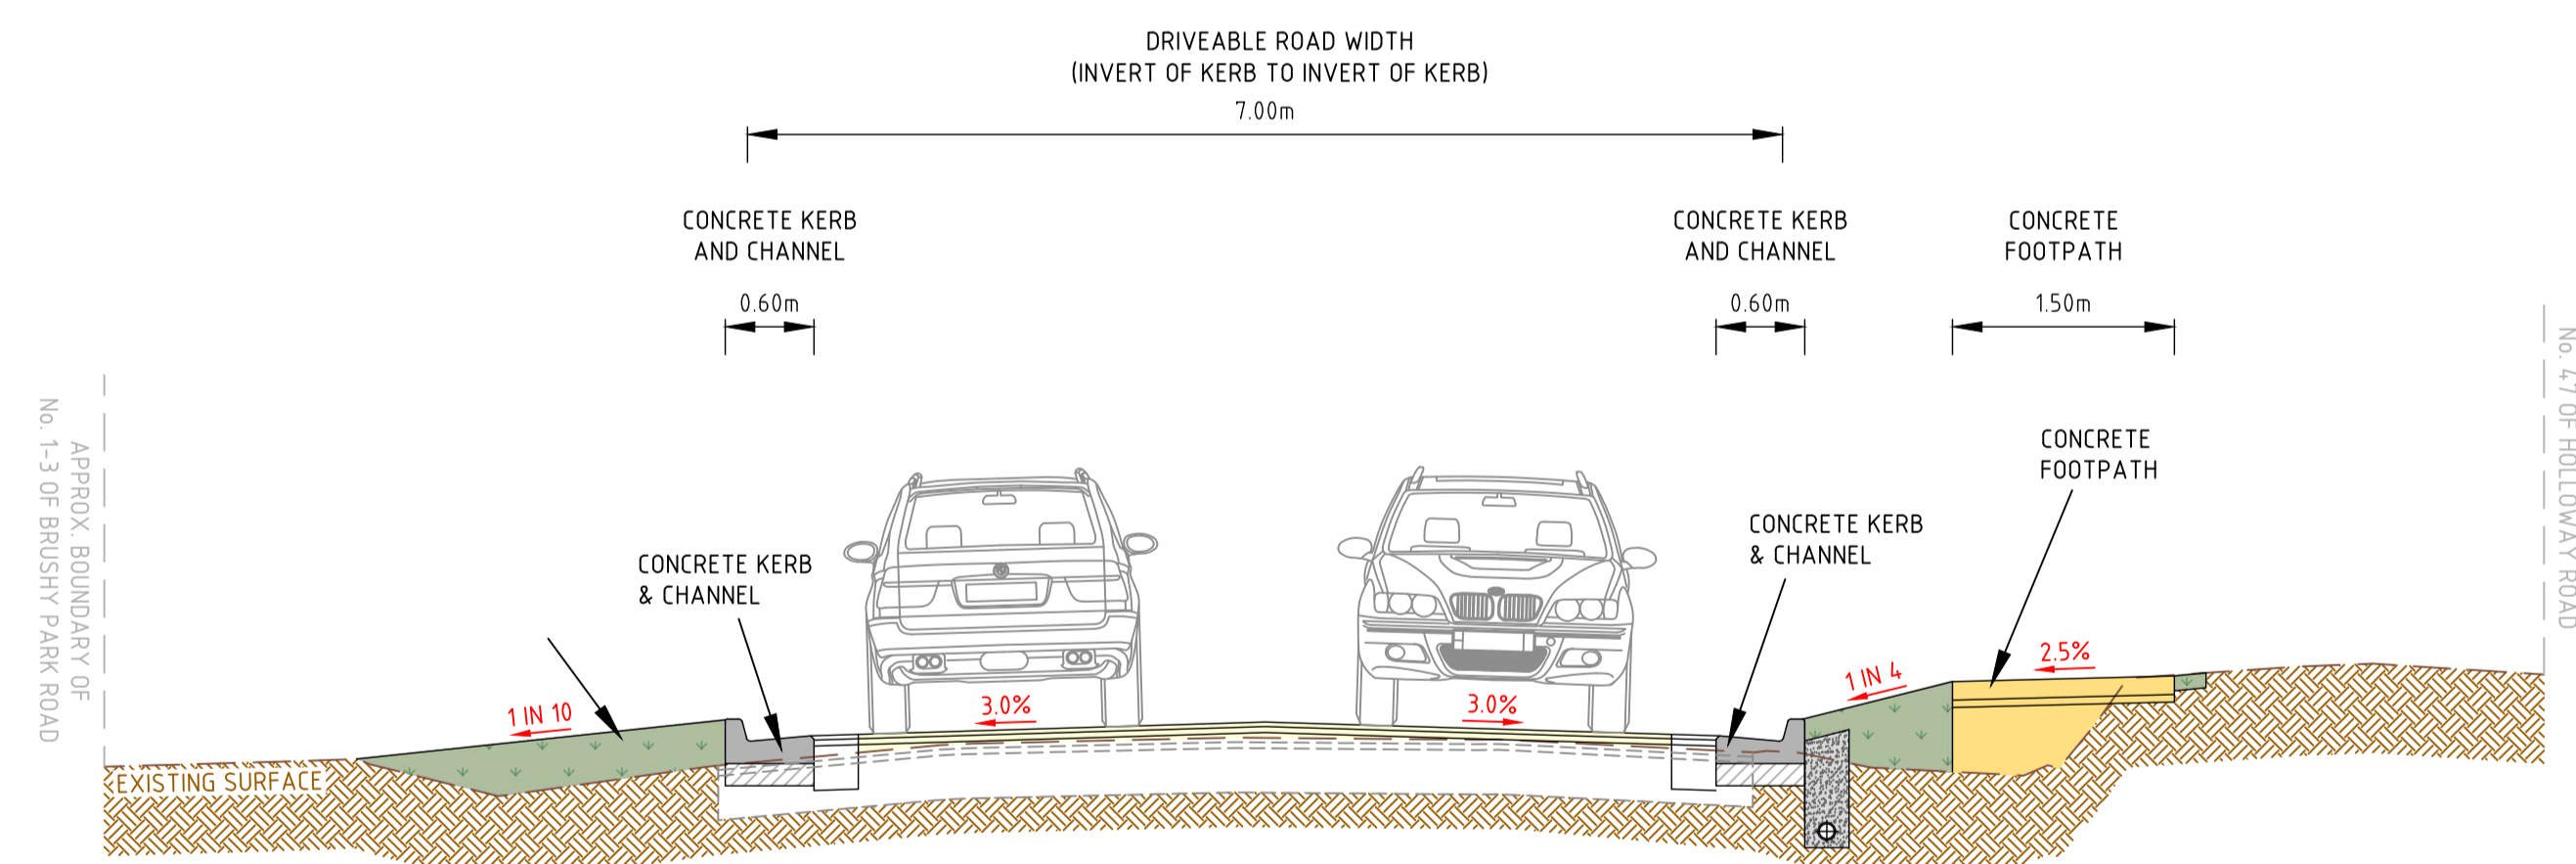 DRIVEABLE ROAD WIDTH
(INVERT OF KERB TO INVERT OF KERB)
7.00m
CONCRETE KERB
AND CHANNEL
0.60m
CONCRETE KERB
AND CHANNEL
0.60m
CONCRETE
FOOTPATH
1.50m
APPROX. BOUNDARY OF
No. 1-3 OF BRUSHY PARK ROAD
No. 47 OF HOLLOWAY ROAD
CONCRETE
FOOTPATH
CONCRETE KERB
& CHANNEL
CONCRETE KERB
& CHANNEL
1 IN 10
3.0%
3.0%
1 IN 4
2.5%
EXISTING SURFACE